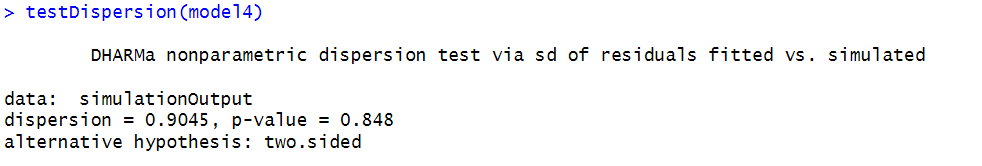 > testDispersion(model4)
DHARMa nonparametric dispersion test via sd of residuals fitted vs. simulated
data:  simulationOutput
dispersion = 0.9045, p-value = 0.848
alternative hypothesis: two.sided